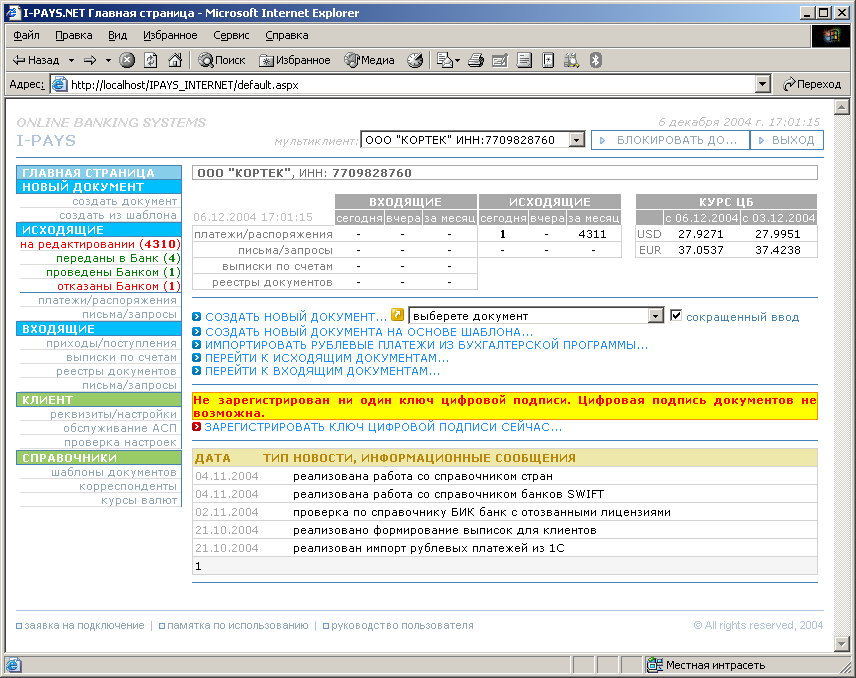 I-PAYS.NET Главная страница - Microsoft Internet Explorer
Файл Правка Вид Избранное Сервис Справка
Назад Поиск Избранное Медиа
Адрес: http://localhost/IPAYS_INTERNET/default.aspx Переход
ONLINE BANKING SYSTEMS
I-PAYS
6 декабря 2004 г. 17:01:15
мультиклиент: ООО "КОРТЕК" ИНН:7709828760 БЛОКИРОВАТЬ ДО... ВЫХОД
ГЛАВНАЯ СТРАНИЦА
НОВЫЙ ДОКУМЕНТ
создать документ
создать из шаблона
ИСХОДЯЩИЕ
на редактировании (4310)
переданы в Банк (4)
проведены Банком (1)
отказаны Банком (1)
платежи/распоряжения
письма/запросы
ВХОДЯЩИЕ
приходы/поступления
выписки по счетам
реестры документов
письма/запросы
КЛИЕНТ
реквизиты/настройки
обслуживание АСП
проверка настроек
СПРАВОЧНИКИ
шаблоны документов
корреспонденты
курсы валют
ООО "КОРТЕК", ИНН: 7709828760
ВХОДЯЩИЕ ИСХОДЯЩИЕ
06.12.2004 17:01:15 сегодня вчера за месяц сегодня вчера за месяц
платежи/распоряжения - - - 1 - 4311
письма/запросы - - - - - -
выписки по счетам - - -
реестры документов - - -
КУРС ЦБ
с 06.12.2004 с 03.12.2004
USD 27.9271 27.9951
EUR 37.0537 37.4238
СОЗДАТЬ НОВЫЙ ДОКУМЕНТ... выберете документ сокращенный ввод
СОЗДАТЬ НОВЫЙ ДОКУМЕНТА НА ОСНОВЕ ШАБЛОНА...
ИМПОРТИРОВАТЬ РУБЛЕВЫЕ ПЛАТЕЖИ ИЗ БУХГАЛТЕРСКОЙ ПРОГРАММЫ...
ПЕРЕЙТИ К ИСХОДЯЩИМ ДОКУМЕНТАМ...
ПЕРЕЙТИ К ВХОДЯЩИМ ДОКУМЕНТАМ...
Не зарегистрирован ни один ключ цифровой подписи. Цифровая подпись документов не
возможна.
ЗАРЕГИСТРИРОВАТЬ КЛЮЧ ЦИФРОВОЙ ПОДПИСИ СЕЙЧАС...
ДАТА ТИП НОВОСТИ, ИНФОРМАЦИОННЫЕ СООБЩЕНИЯ
04.11.2004 реализована работа со справочником стран
04.11.2004 реализована работа со справочником банков SWIFT
02.11.2004 проверка по справочнику БИК банк с отозванными лицензиями
21.10.2004 реализовано формирование выписок для клиентов
21.10.2004 реализован импорт рублевых платежей из 1С
1
заявка на подключение | памятка по использованию | руководство пользователя
© All rights reserved, 2004
Местная интрасеть